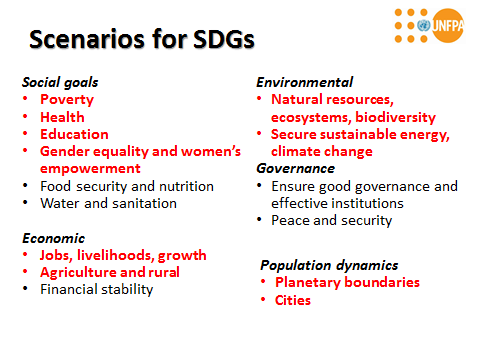 Scenarios for SDGs
UNFPA
Social goals
• Poverty
• Health
• Education
• Gender equality and women's
empowerment
• Food security and nutrition
• Water and sanitation
Economic
• Jobs, livelihoods, growth
• Agriculture and rural
• Financial stability
Environmental
• Natural resources,
ecosystems, biodiversity
• Secure sustainable energy,
climate change
Governance
• Ensure good governance and
effective institutions
• Peace and security
Population dynamics
• Planetary boundaries
• Cities